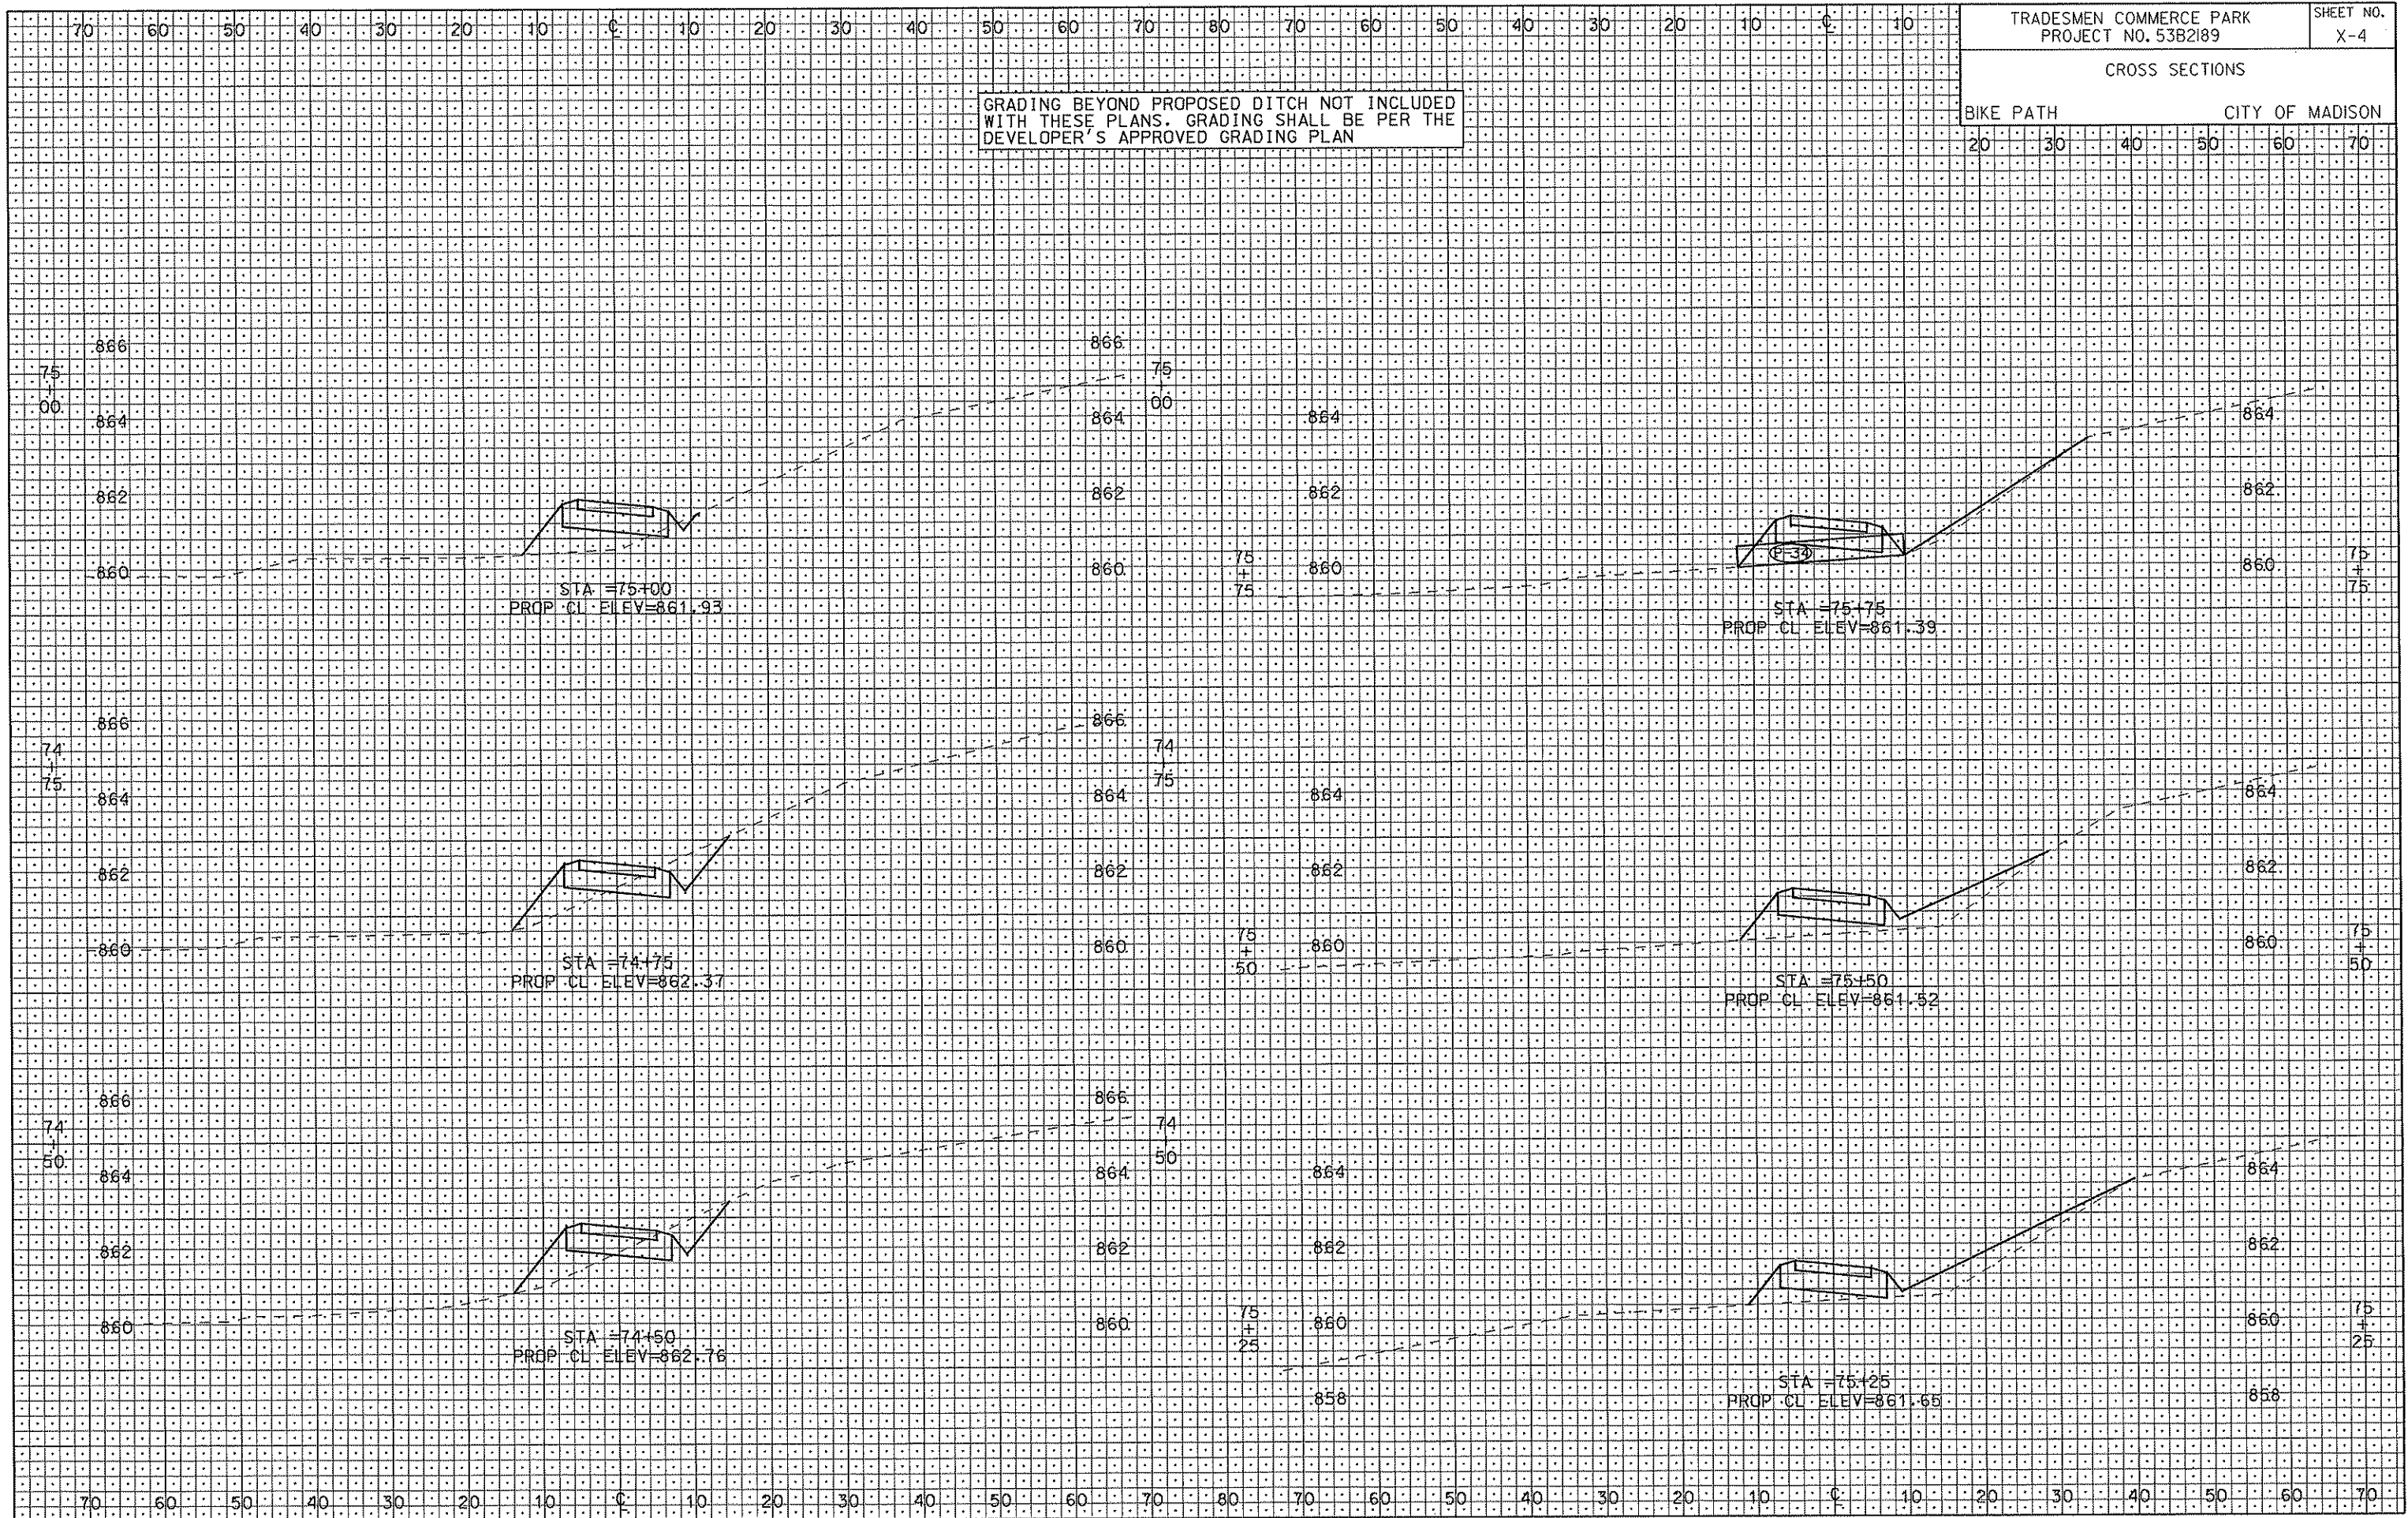 70 60 50 40 30 20 10 ℄ 10 20 30 40 50 60 70 80 70 60 50 40 30 20 10 ℄ 10
TRADESMEN COMMERCE PARK
PROJECT NO. 53B2189
SHEET NO.
X-4
CROSS SECTIONS
BIKE PATH CITY OF MADISON
20 30 40 50 60 70
GRADING BEYOND PROPOSED DITCH NOT INCLUDED
WITH THESE PLANS. GRADING SHALL BE PER THE
DEVELOPER'S APPROVED GRADING PLAN
866 866
75
+
00
75
+
00
864 864
862 862
860 860
STA =75+00
PROP CL ELEV=861.93
864 864
862 862
75
+
75
860 860
75
+
75
P-34
STA =75+75
PROP CL ELEV=861.39
866 866
74
+
75
74
+
75
864 864
862 862
860 860
STA =74+75
PROP CL ELEV=862.37
864 864
862 862
75
+
50
860 860
75
+
50
STA =75+50
PROP CL ELEV=861.52
866 866
74
+
50
74
+
50
864 864
862 862
860 860
STA =74+50
PROP CL ELEV=862.76
864 864
862 862
75
+
25
860 860
75
+
25
858 858
STA =75+25
PROP CL ELEV=861.65
70 60 50 40 30 20 10 ℄ 10 20 30 40 50 60 70 80 70 60 50 40 30 20 10 ℄ 10 20 30 40 50 60 70